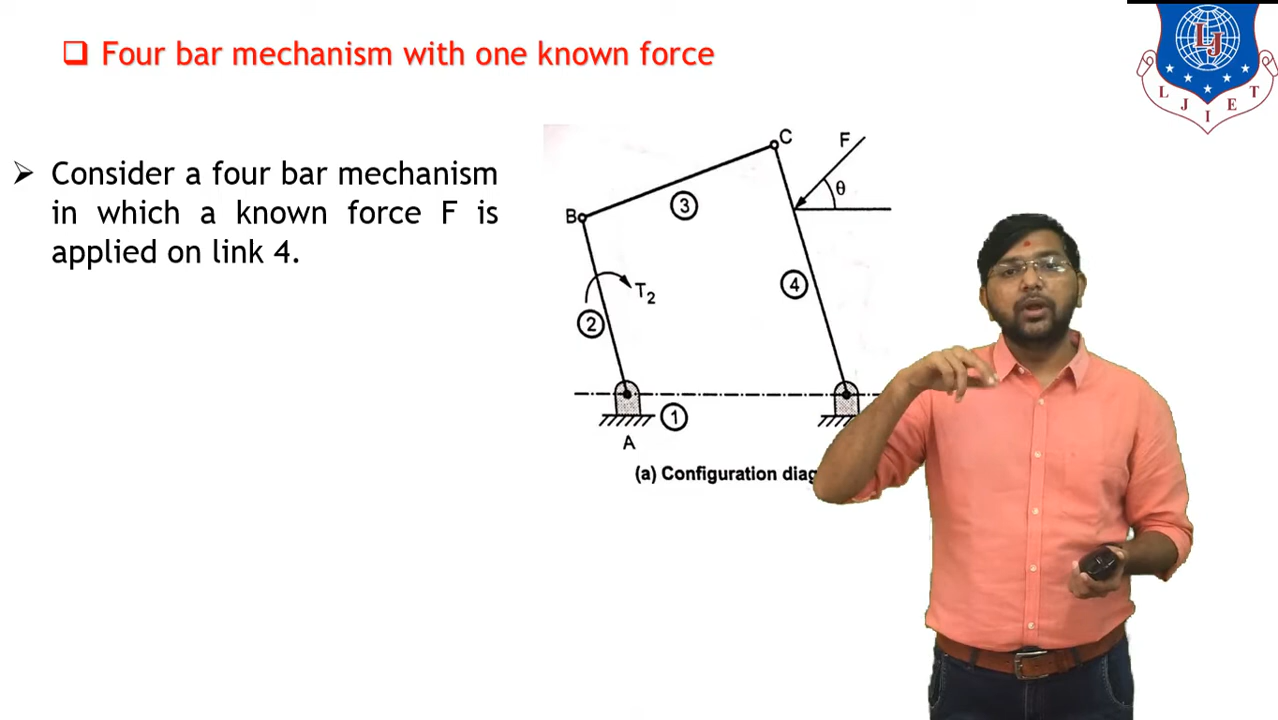 ❑ Four bar mechanism with one known force
➢ Consider a four bar mechanism
in which a known force F is
applied on link 4.
C
F
θ
B
3
T2
4
2
1
A
(a) Configuration
L J I E T
LJ